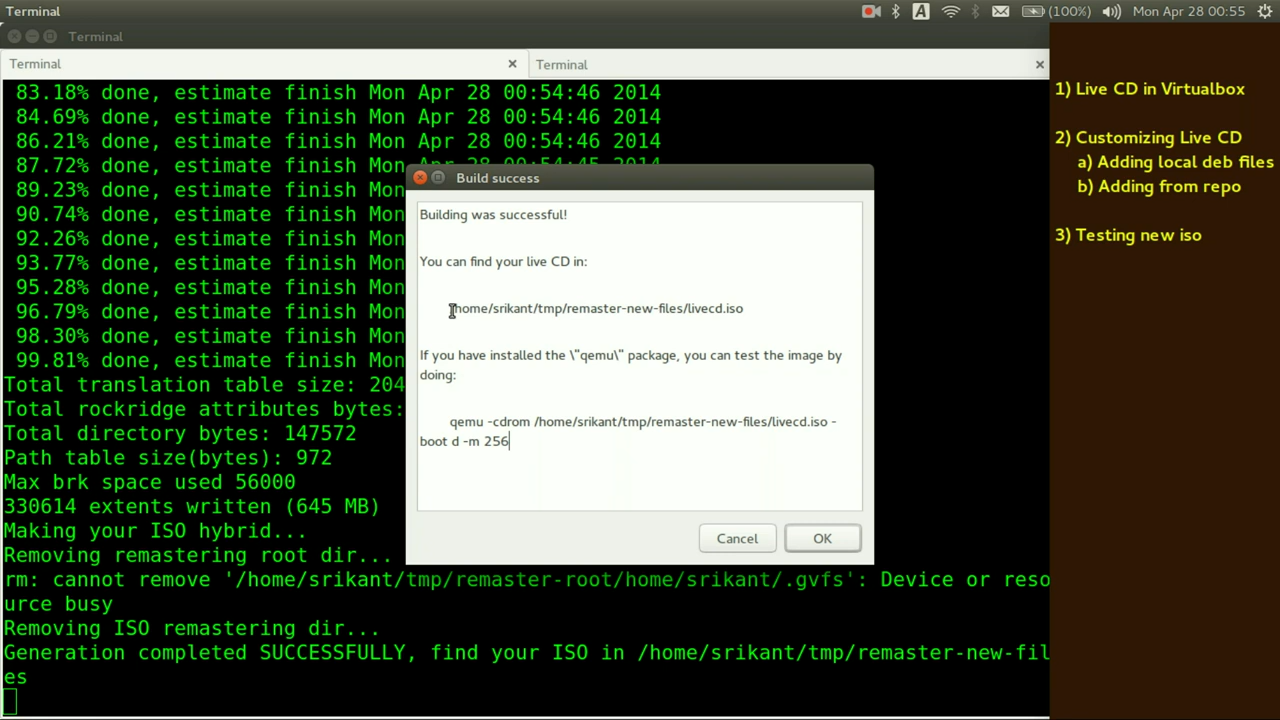 Terminal
(100%)
Mon Apr 28 00:55
Terminal
Terminal
Terminal
83.18% done, estimate finish Mon Apr 28 00:54:46 2014
84.69% done, estimate finish Mon Apr 28 00:54:46 2014
86.21% done, estimate finish Mon Apr 28 00:54:46 2014
87.72% done, estimate finish Mon Apr 28 00:54:45 2014
89.23% done, estimate finish Mon
90.74% done, estimate finish Mon
92.26% done, estimate finish Mon
93.77% done, estimate finish Mon
95.28% done, estimate finish Mon
96.79% done, estimate finish Mon
98.30% done, estimate finish Mon
99.81% done, estimate finish Mon
Total translation table size: 204
Total rockridge attributes bytes:
Total directory bytes: 147572
Path table size(bytes): 972
Max brk space used 56000
330614 extents written (645 MB)
Making your ISO hybrid...
Removing remastering root dir...
rm: cannot remove '/home/srikant/tmp/remaster-root/home/srikant/.gvfs': Device or reso
urce busy
Removing ISO remastering dir...
Generation completed SUCCESSFULLY, find your ISO in /home/srikant/tmp/remaster-new-fil
es
Build success
Building was successful!
You can find your live CD in:
/home/srikant/tmp/remaster-new-files/livecd.iso
If you have installed the \"qemu\" package, you can test the image by
doing:
qemu -cdrom /home/srikant/tmp/remaster-new-files/livecd.iso -
boot d -m 256
Cancel
OK
1) Live CD in Virtualbox
2) Customizing Live CD
a) Adding local deb files
b) Adding from repo
3) Testing new iso